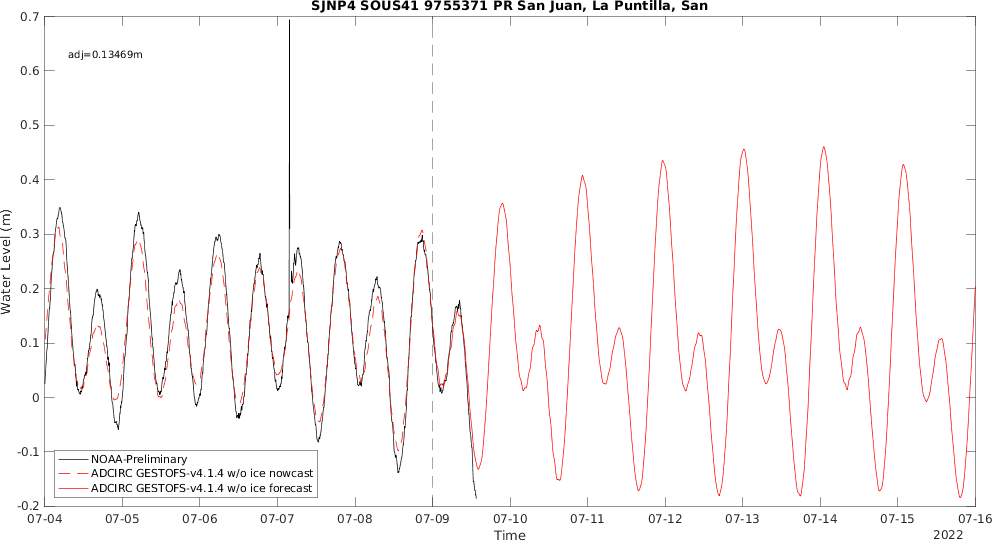 SJNP4 SOUS41 9755371 PR San Juan, La Puntilla, San
adj=0.13469m
Water Level (m)
0.7
0.6
0.5
0.4
0.3
0.2
0.1
0
-0.1
-0.2
NOAA-Preliminary
ADCIRC GESTOFS-v4.1.4 w/o ice nowcast
ADCIRC GESTOFS-v4.1.4 w/o ice forecast
07-04 07-05 07-06 07-07 07-08 07-09 07-10 07-11 07-12 07-13 07-14 07-15 07-16
Time
2022